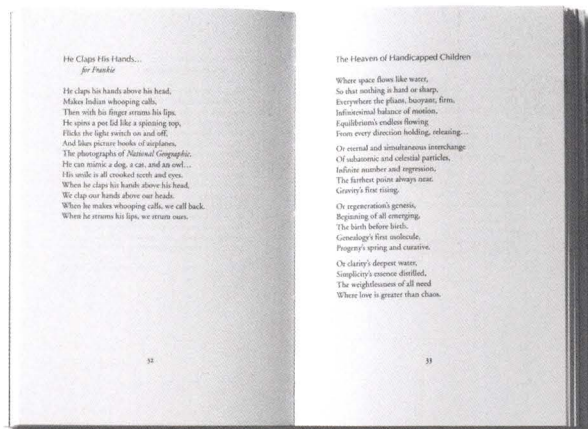 He Claps His Hands…
for Frankie
He claps his hands above his head,
Makes Indian whooping calls,
Then with his finger strums his lips.
He spins a pot lid like a spinning top,
Flicks the light switch on and off,
And likes picture books of airplanes,
The photographs of National Geographic.
He can mimic a dog, a cat, and an owl…
His smile is all crooked teeth and eyes.
When he claps his hands above his head,
We clap our hands above our heads.
When he makes whooping calls, we call back.
When he strums his lips, we strum ours.
32
The Heaven of Handicapped Children
Where space flows like water,
So that nothing is hard or sharp,
Everywhere the pliant, buoyant, firm,
Infinitesimal balance of motion,
Equilibrium's endless flowing
From every direction holding, releasing…
Or eternal and simultaneous interchange
Of subatomic and celestial particles,
Infinite number and regression,
The farthest point always near.
Gravity's first rising.
Or regeneration's genesis,
Beginning of all emerging,
The birth before birth,
Genealogy's first molecule,
Progeny's spring and curative.
Or clarity's deepest water,
Simplicity's essence distilled,
The weightlessness of all need
Where love is greater than chaos.
33